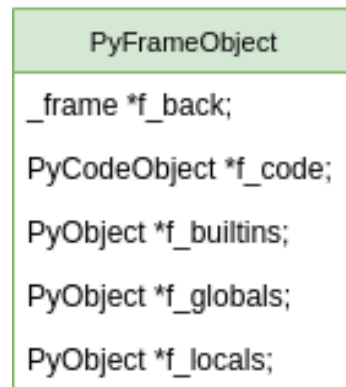 PyFrameObject
_frame *f_back;
PyCodeObject *f_code;
PyObject *f_builtins;
PyObject *f_globals;
PyObject *f_locals;